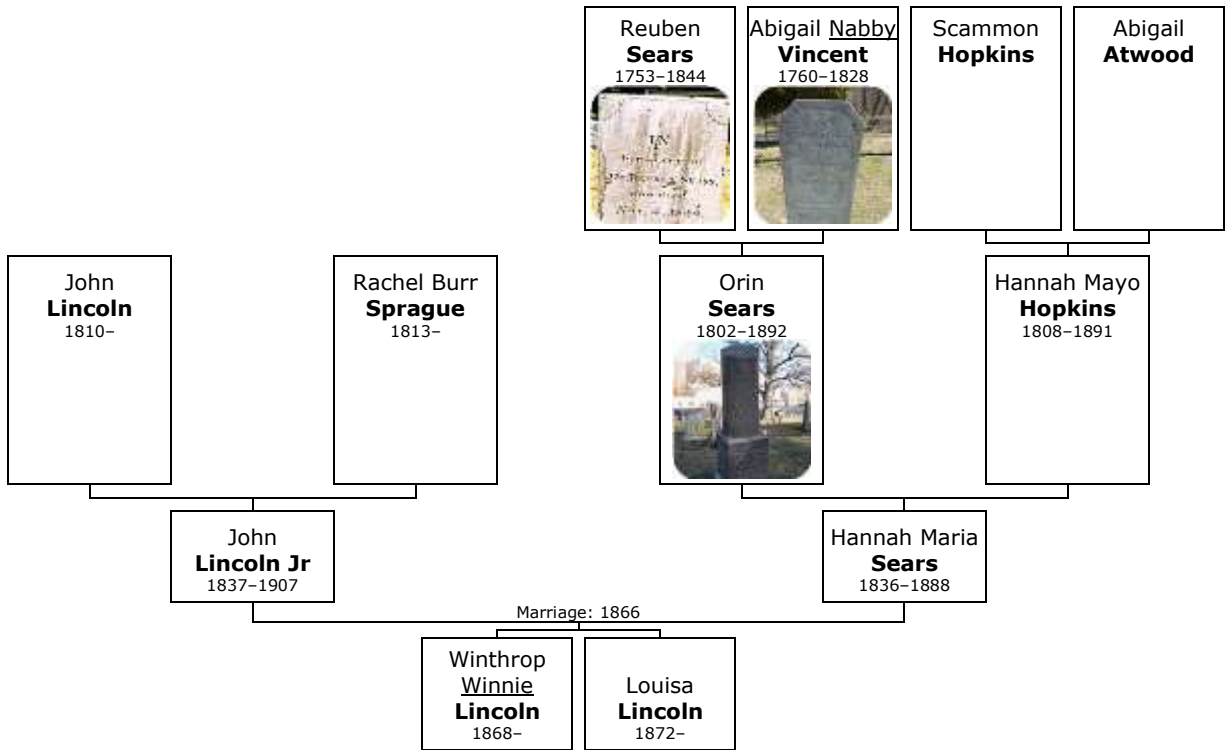 Reuben
Sears
1753–1844
Abigail Nabby
Vincent
1760–1828
Scammon
Hopkins
Abigail
Atwood
John
Lincoln
1810–
Rachel Burr
Sprague
1813–
Orin
Sears
1802–1892
Hannah Mayo
Hopkins
1808–1891
John
Lincoln Jr
1837–1907
Hannah Maria
Sears
1836–1888
Marriage: 1866
Winthrop
Winnie
Lincoln
1868–
Louisa
Lincoln
1872–